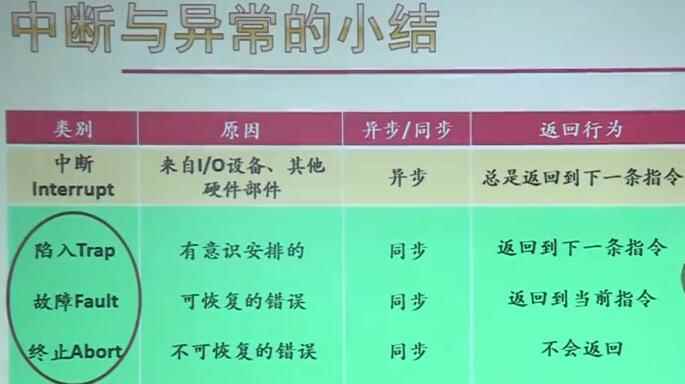 中断与异常的小结
类别 原因 异步/同步 返回行为
中断 来自I/O设备、其他 异步 总是返回到下一条指令
Interrupt 硬件部件
陷入Trap 有意识安排的 同步 返回到下一条指令
故障Fault 可恢复的错误 同步 返回到当前指令
终止Abort 不可恢复的错误 同步 不会返回